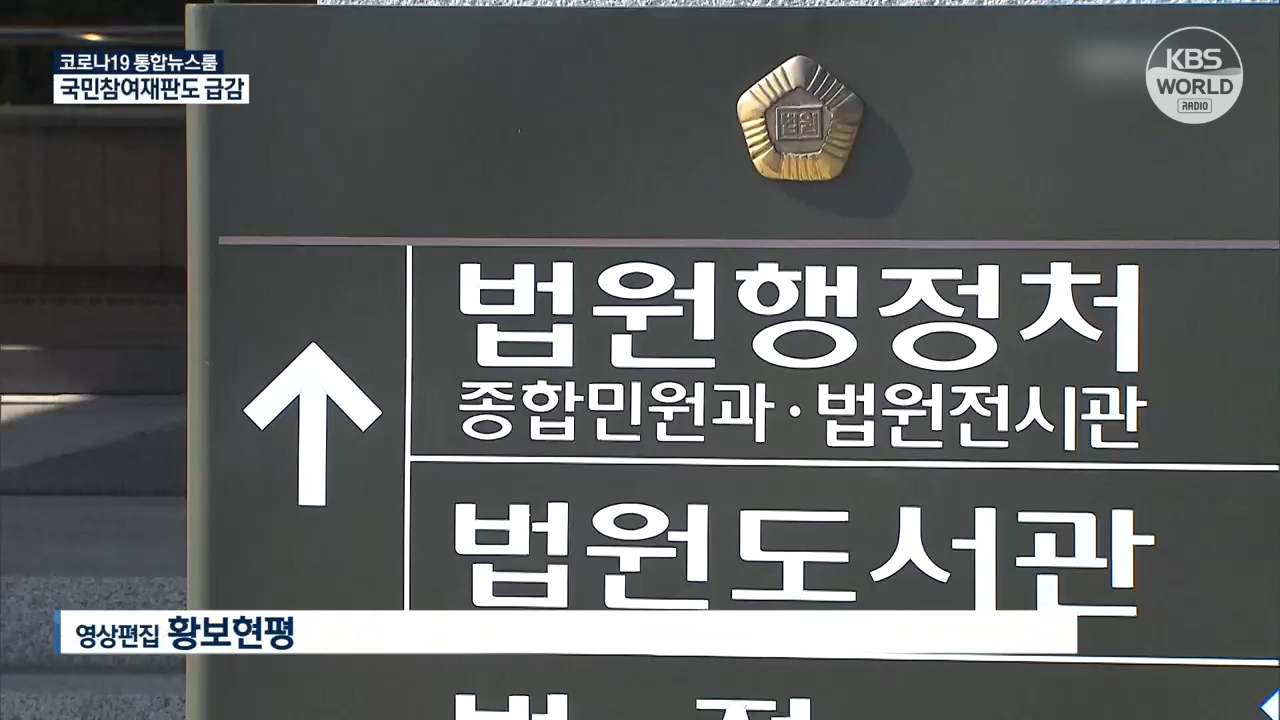 코로나19 통합뉴스룸
국민참여재판도 급감
KBS
WORLD
RADIO
법원
법원행정처
종합민원과·법원전시관
법원도서관
영상편집 황보현평
법 정